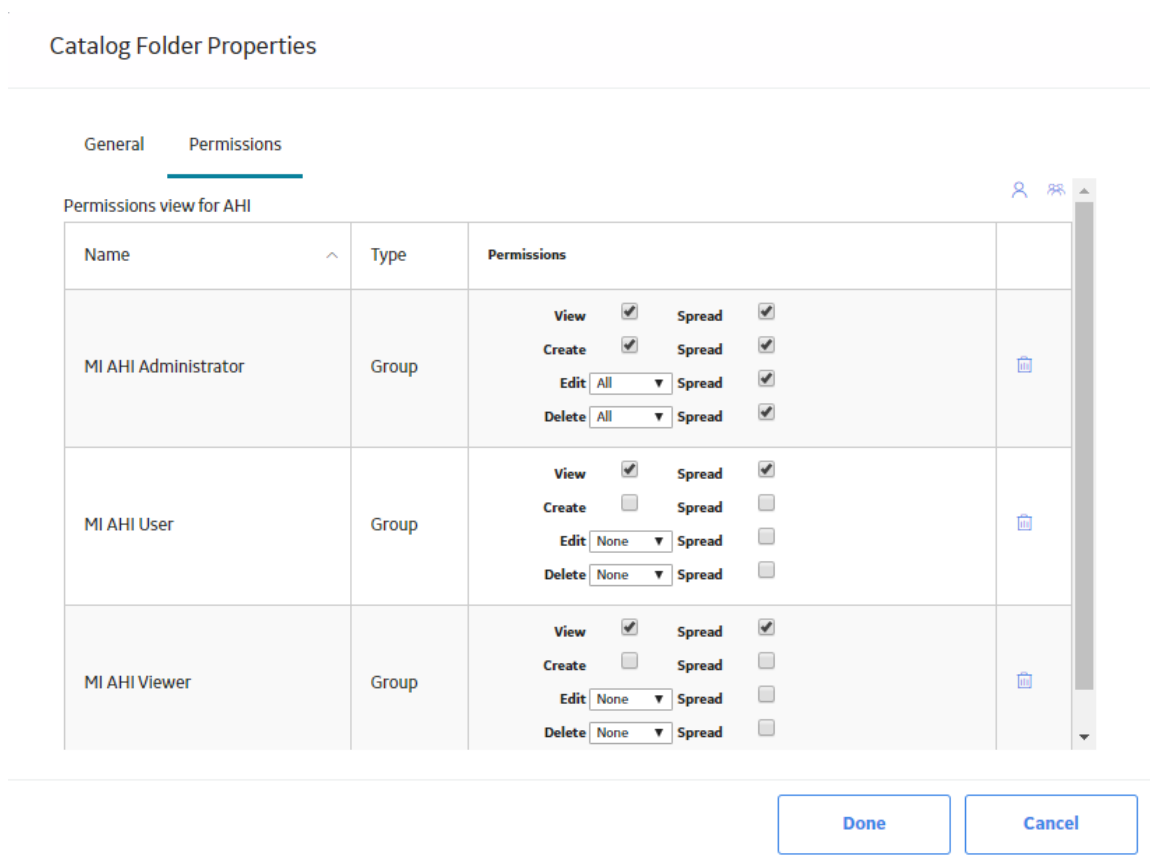 Catalog Folder Properties
General Permissions
Permissions view for AHI
Name Type Permissions
View Spread
Create Spread
MI AHI Administrator Group
Edit All Spread
Delete All Spread
View Spread
Create Spread
MI AHI User Group
Edit None Spread
Delete None Spread
View Spread
Create Spread
MI AHI Viewer Group
Edit None Spread
Delete None Spread
Done Cancel